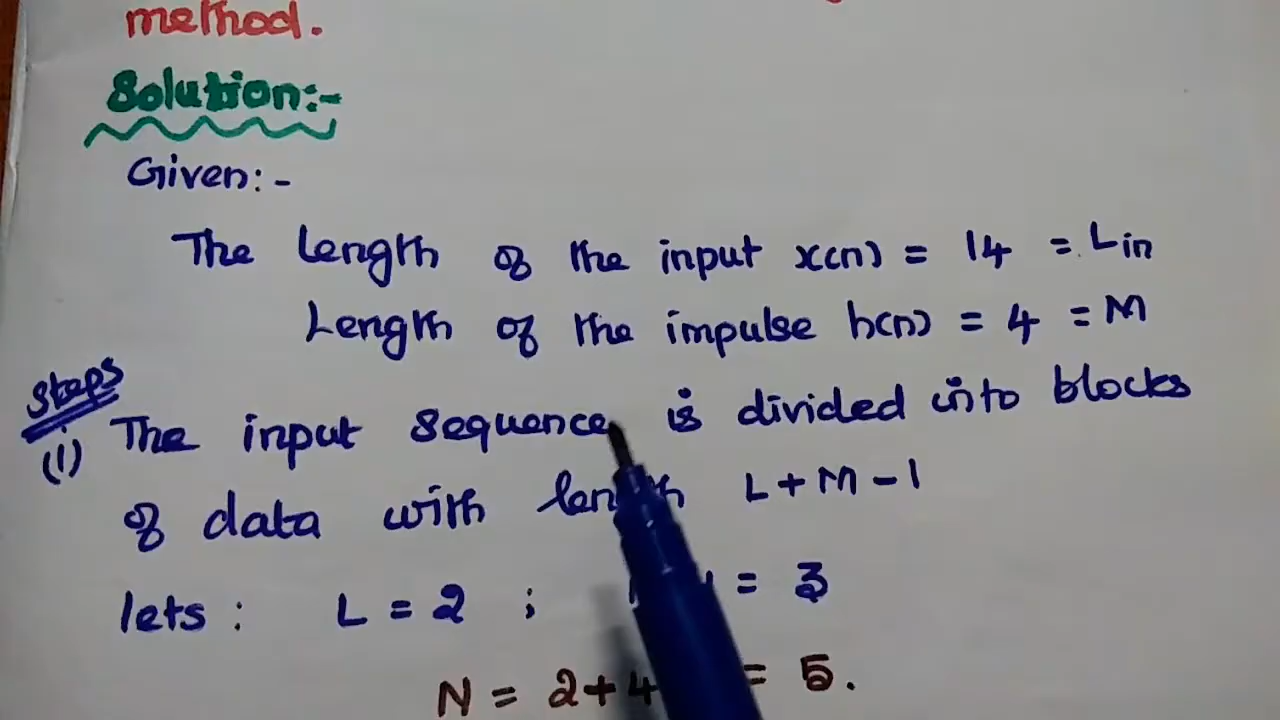 method.
Solution:-
Given:-
The length of the input x(n) = 14 = Lin
Length of the impulse h(n) = 4 = M
Steps
(i) The input sequence is divided into blocks
of data with length L+M-1
lets: L = 2 ; = 3
N = 2+4 = 5.